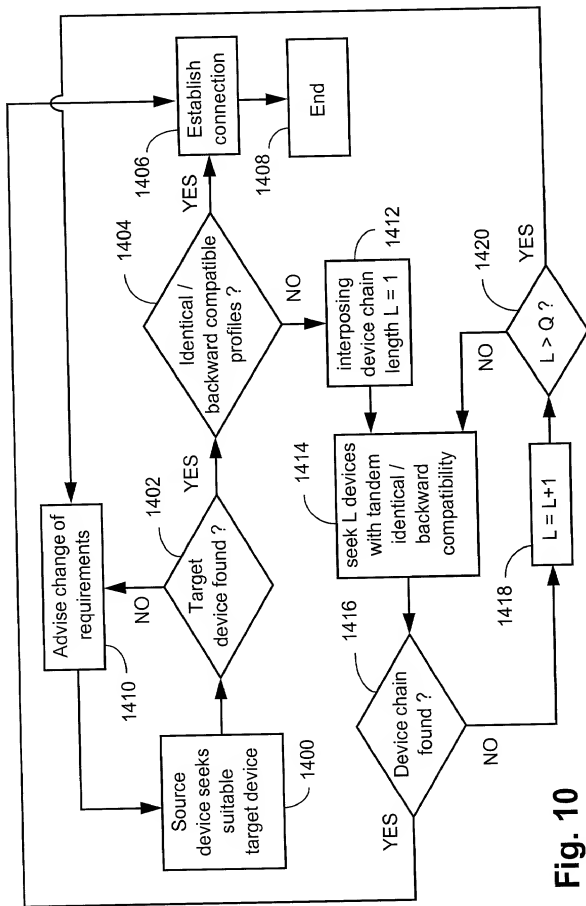 Source
device seeks
suitable
target device
1400
Target
device found ?
1402
YES
NO
Advise change of
requirements
1410
Identical /
backward compatible
profiles ?
1404
YES
NO
Establish
connection
1406
End
1408
interposing
device chain
length L = 1
1412
seek L devices
with tandem
identical /
backward
compatibility
1414
Device chain
found ?
1416
YES
NO
L = L+1
1418
L > Q ?
1420
NO
YES
Fig. 10